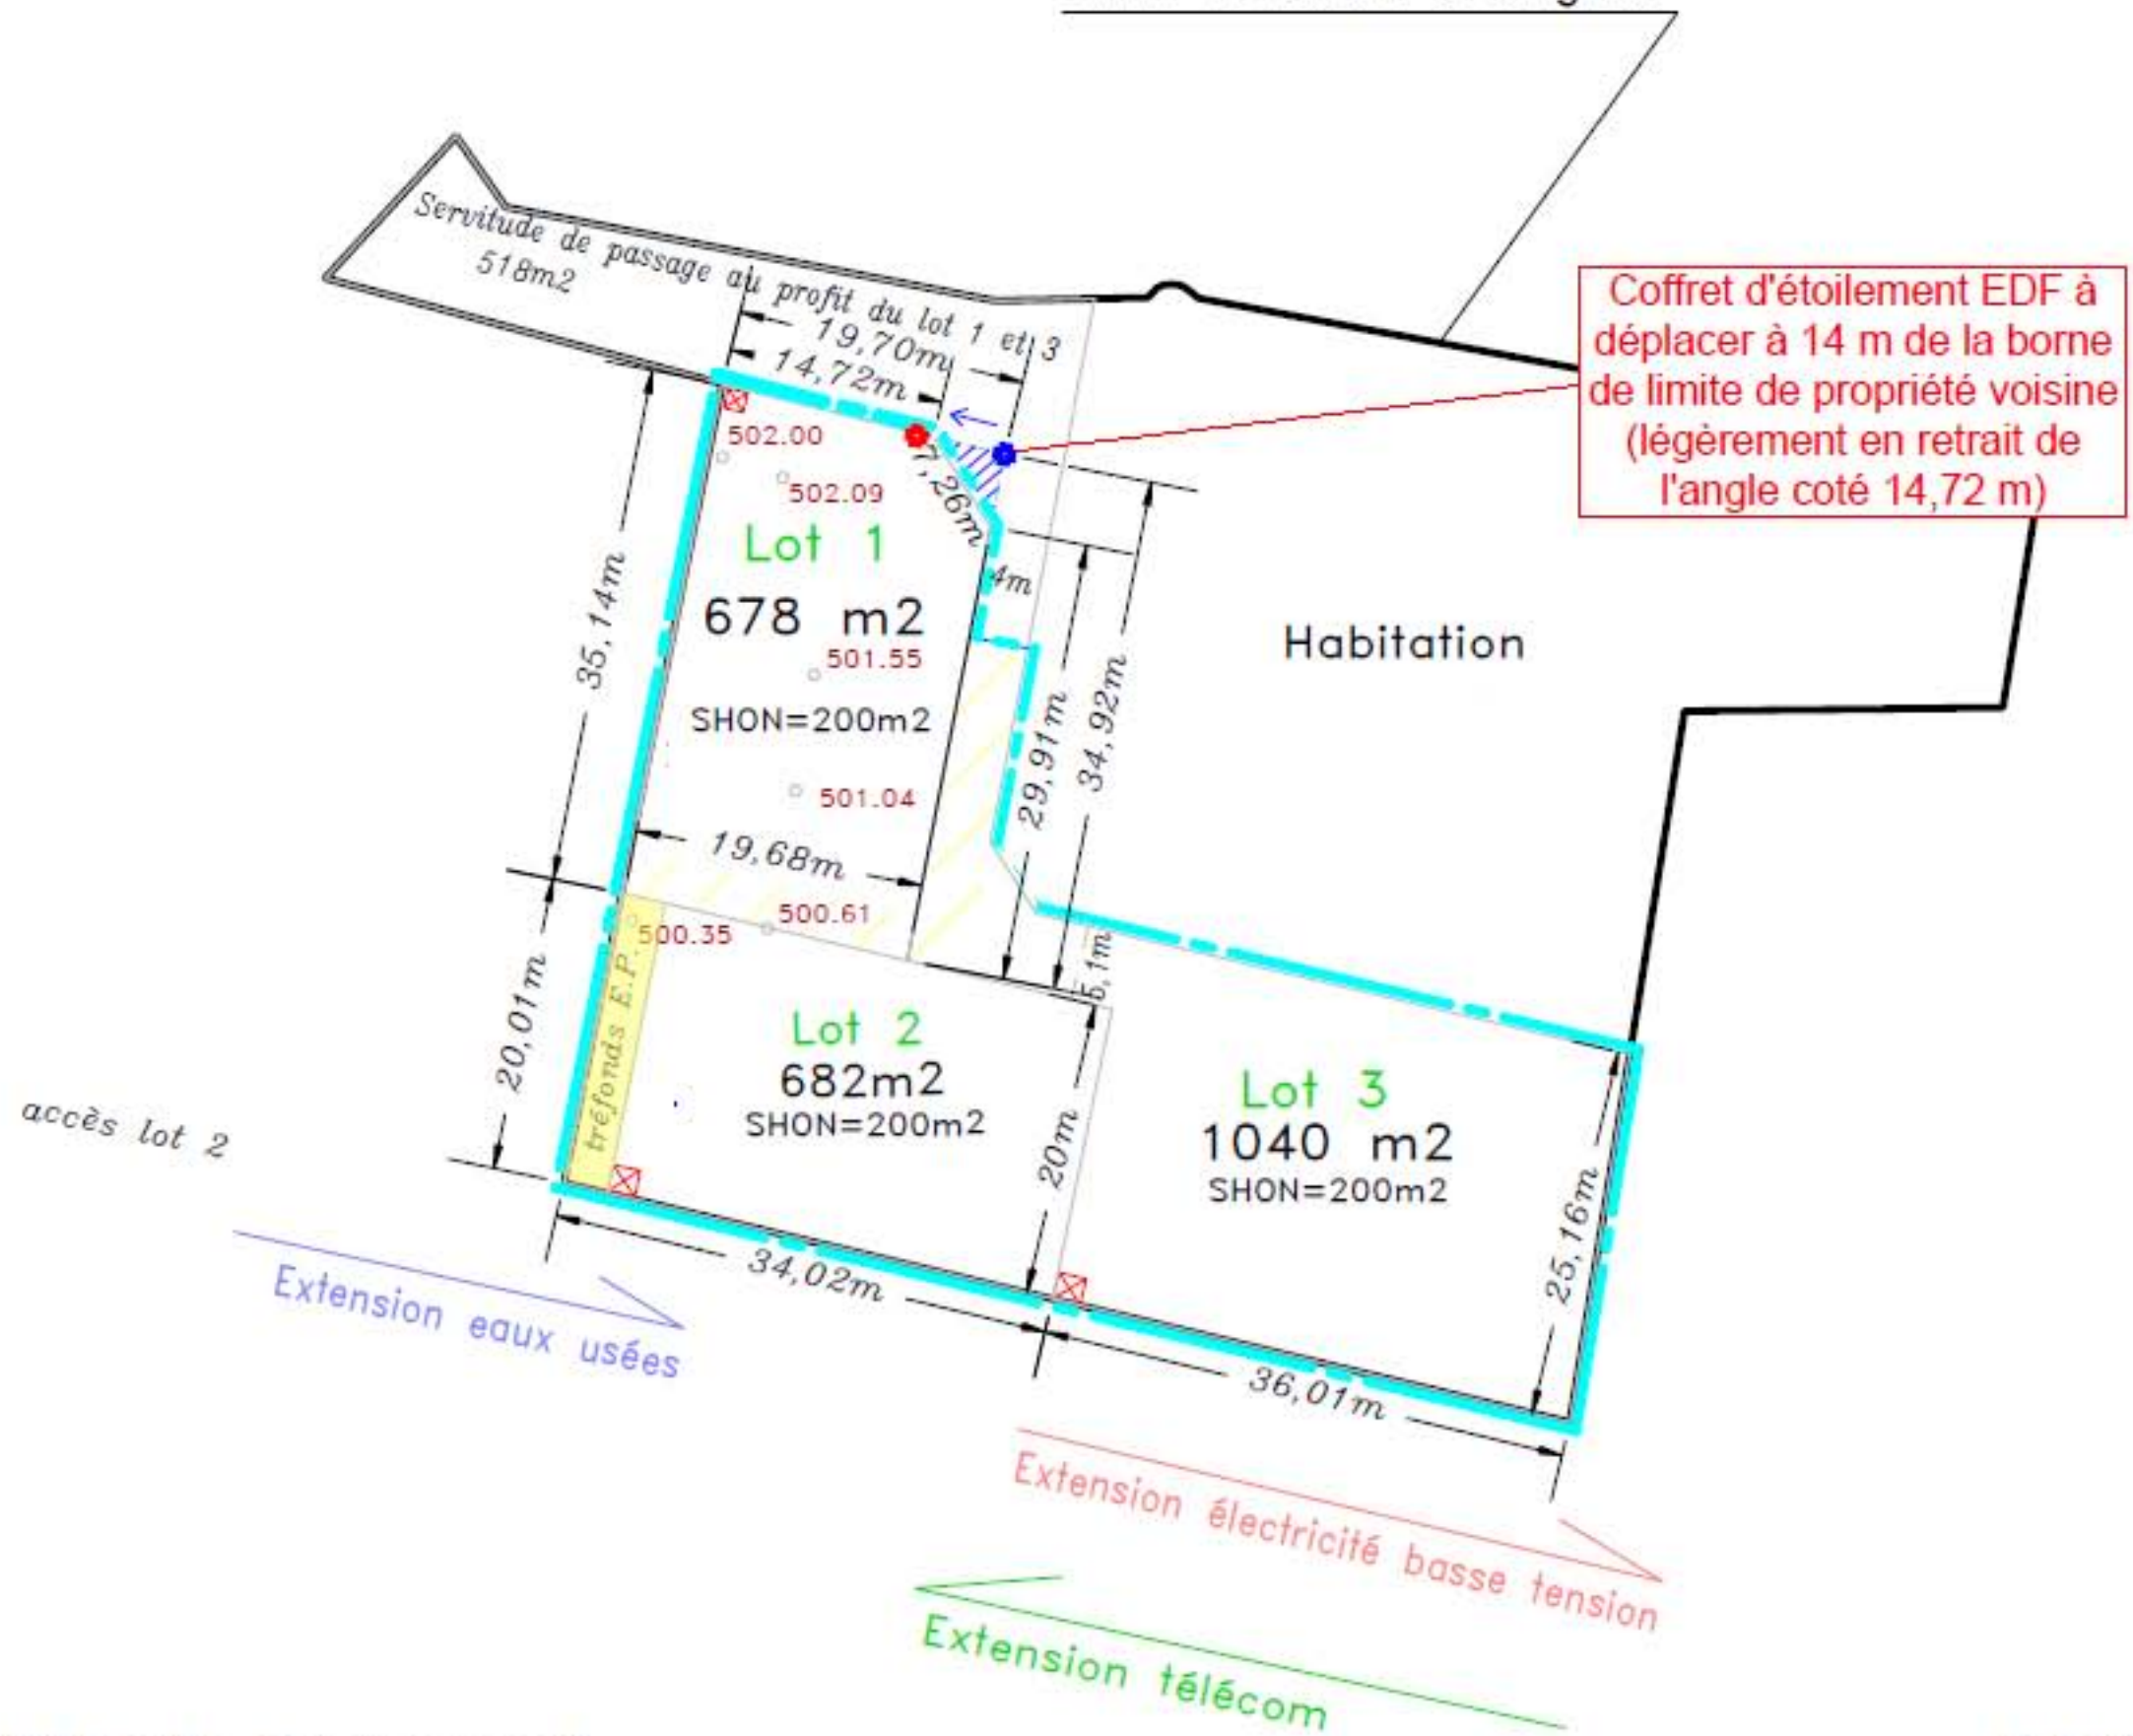 Servitude de passage au profit du lot 1 et 3
518m2
19,70m
14,72m
Coffret d'étoilement EDF à
déplacer à 14 m de la borne
de limite de propriété voisine
(légèrement en retrait de
l'angle coté 14,72 m)
502.00
7,26m
502.09
Lot 1
4m
35,14m
678 m2
Habitation
501.55
SHON=200m2
29,91m
34,92m
501.04
19,68m
500.61
500.35
5,1m
20,01m
tréfonds E.P.
Lot 2
682m2
SHON=200m2
20m
Lot 3
1040 m2
SHON=200m2
25,16m
accès lot 2
34,02m
Extension eaux usées
36,01m
Extension électricité basse tension
Extension télécom